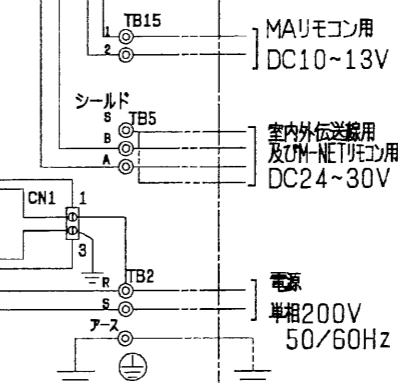 TB15
1
2
MAリモコン用
DC10~13V
シールド
S
TB5
B
A
室内外伝送線用
及びM-NETリモコン用
DC24~30V
CN1
1
3
TB2
R
S
アース
電源
単相200V
50/60Hz